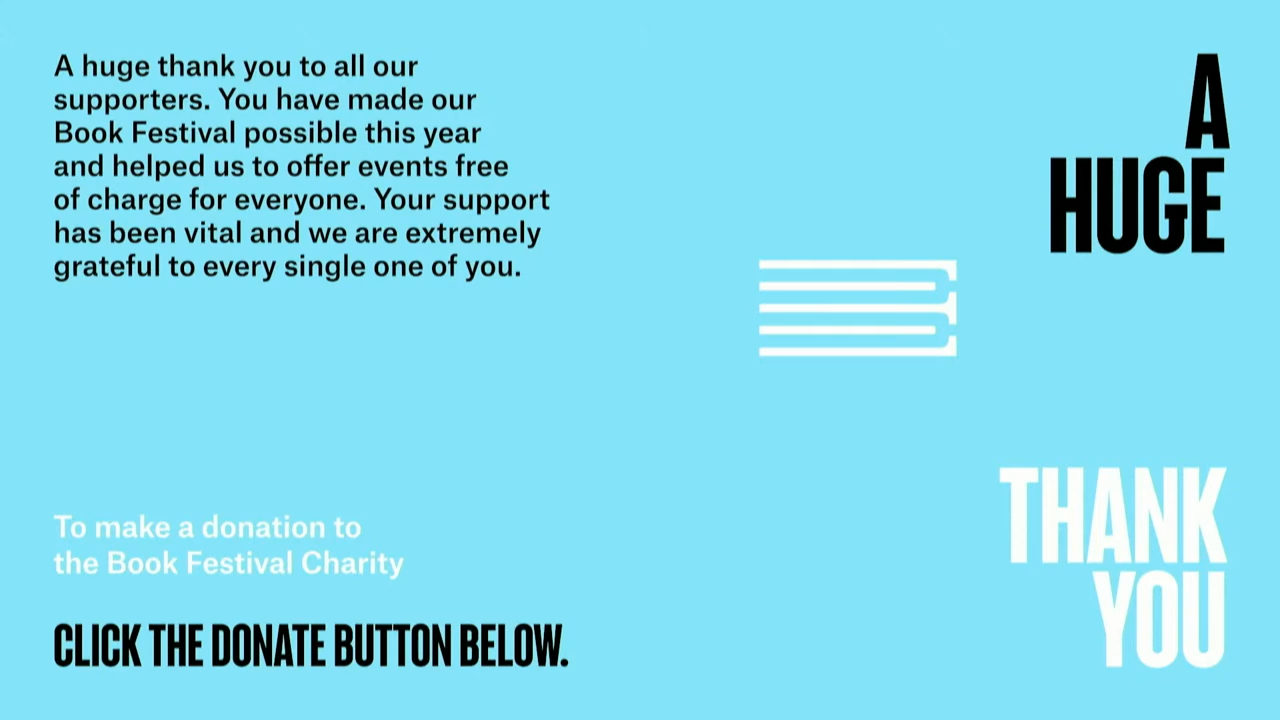 A huge thank you to all our
supporters. You have made our
Book Festival possible this year
and helped us to offer events free
of charge for everyone. Your support
has been vital and we are extremely
grateful to every single one of you.
To make a donation to
the Book Festival Charity
CLICK THE DONATE BUTTON BELOW.
A
HUGE
THANK
YOU